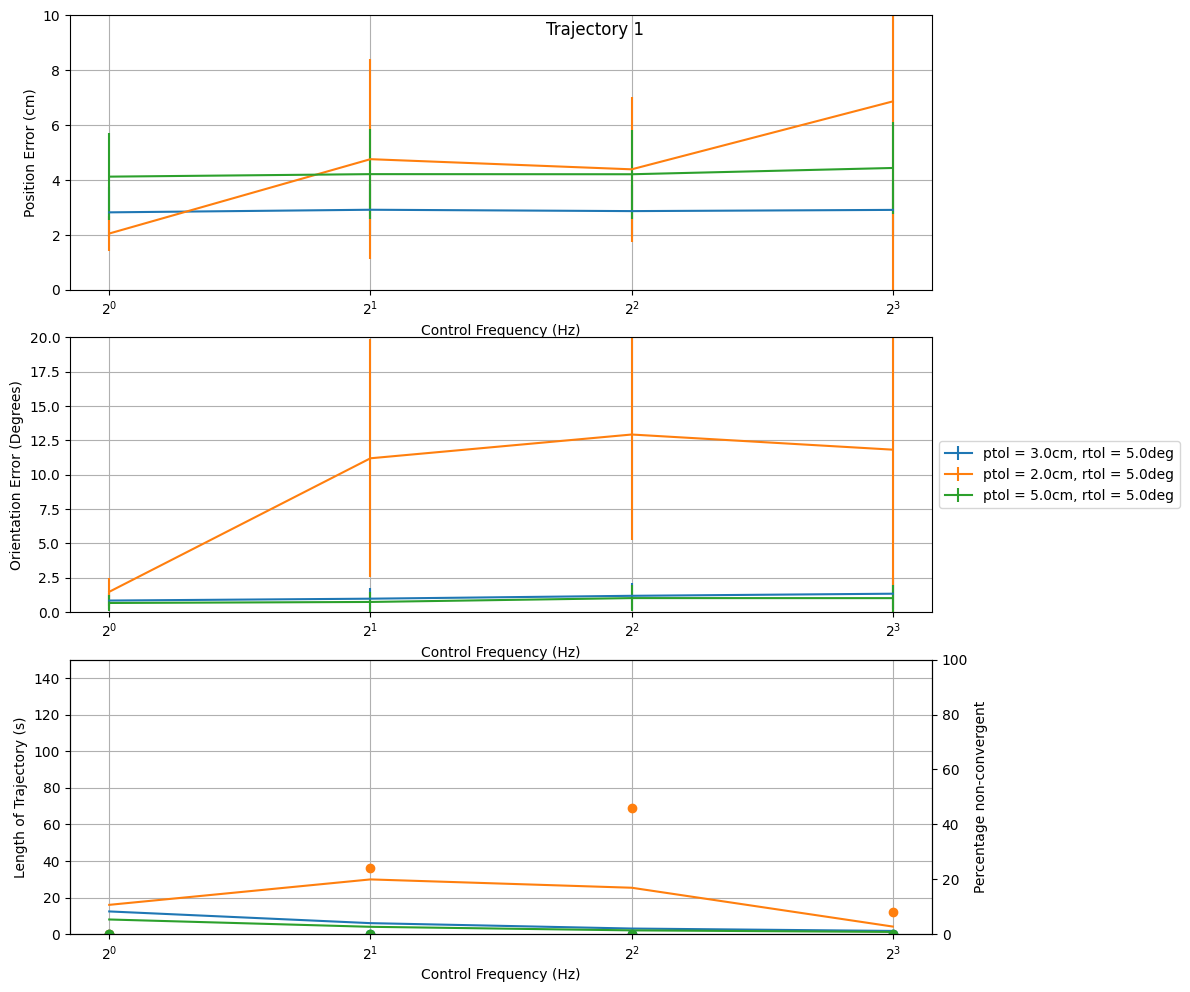 Trajectory 1
10
8
6
4
2
0
Position Error (cm)
2^0 2^1 2^2 2^3
Control Frequency (Hz)
20.0
17.5
15.0
12.5
10.0
7.5
5.0
2.5
0.0
Orientation Error (Degrees)
2^0 2^1 2^2 2^3
Control Frequency (Hz)
ptol = 3.0cm, rtol = 5.0deg
ptol = 2.0cm, rtol = 5.0deg
ptol = 5.0cm, rtol = 5.0deg
140
120
100
80
60
40
20
0
Length of Trajectory (s)
100
80
60
40
20
0
Percentage non-convergent
2^0 2^1 2^2 2^3
Control Frequency (Hz)